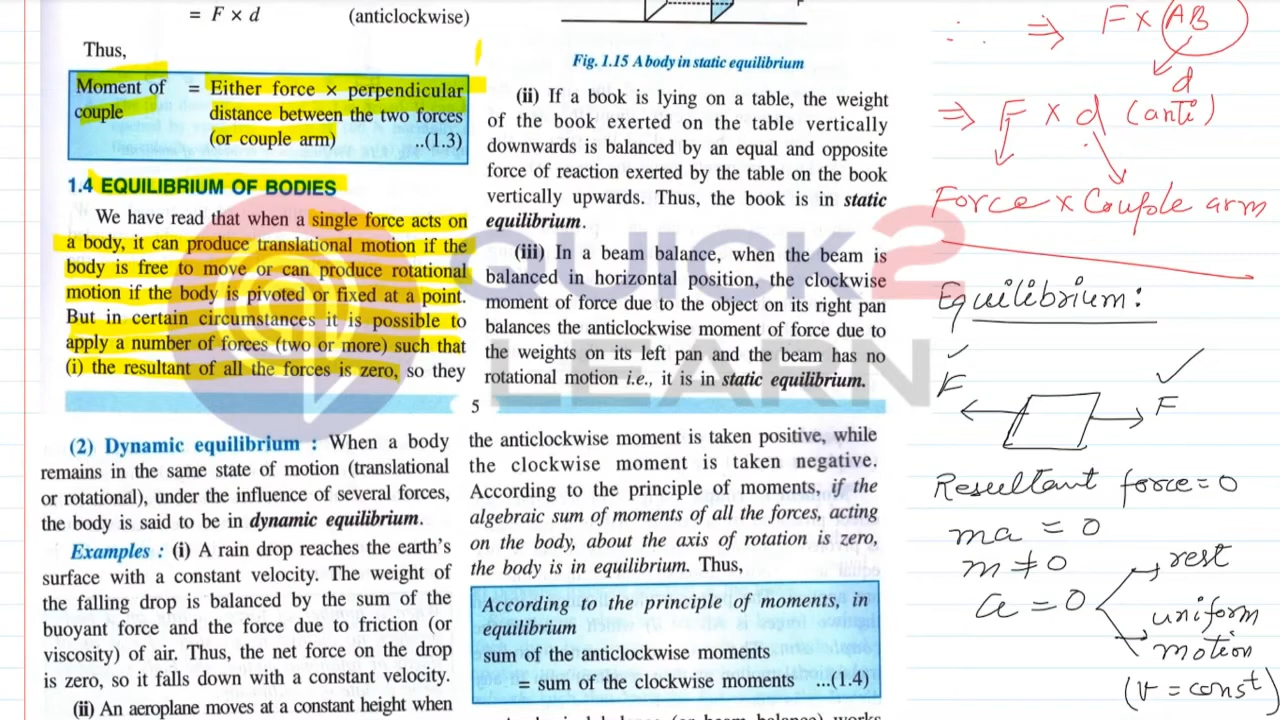 = F × d (anticlockwise)
Thus,
Moment of couple = Either force × perpendicular
distance between the two forces
(or couple arm) ..(1.3)
1.4 EQUILIBRIUM OF BODIES
We have read that when a single force acts on
a body, it can produce translational motion if the
body is free to move or can produce rotational
motion if the body is pivoted or fixed at a point.
But in certain circumstances it is possible to
apply a number of forces (two or more) such that
(i) the resultant of all the forces is zero, so they
Fig. 1.15 A body in static equilibrium
(ii) If a book is lying on a table, the weight
of the book exerted on the table vertically
downwards is balanced by an equal and opposite
force of reaction exerted by the table on the book
vertically upwards. Thus, the book is in static
equilibrium.
(iii) In a beam balance, when the beam is
balanced in horizontal position, the clockwise
moment of force due to the object on its right pan
balances the anticlockwise moment of force due to
the weights on its left pan and the beam has no
rotational motion i.e., it is in static equilibrium.
5
(2) Dynamic equilibrium : When a body
remains in the same state of motion (translational
or rotational), under the influence of several forces,
the body is said to be in dynamic equilibrium.
Examples : (i) A rain drop reaches the earth's
surface with a constant velocity. The weight of
the falling drop is balanced by the sum of the
buoyant force and the force due to friction (or
viscosity) of air. Thus, the net force on the drop
is zero, so it falls down with a constant velocity.
(ii) An aeroplane moves at a constant height when
the anticlockwise moment is taken positive, while
the clockwise moment is taken negative.
According to the principle of moments, if the
algebraic sum of moments of all the forces, acting
on the body, about the axis of rotation is zero,
the body is in equilibrium. Thus,
According to the principle of moments, in
equilibrium
sum of the anticlockwise moments
= sum of the clockwise moments ...(1.4)
∴ ⇒ F × AB
d
⇒ F × d (anti)
Force × Couple arm
Equilibrium:
F F
Resultant force = 0
ma = 0
m ≠ 0
a = 0
rest
uniform
motion
(v = const)
QUICK2
LEARN